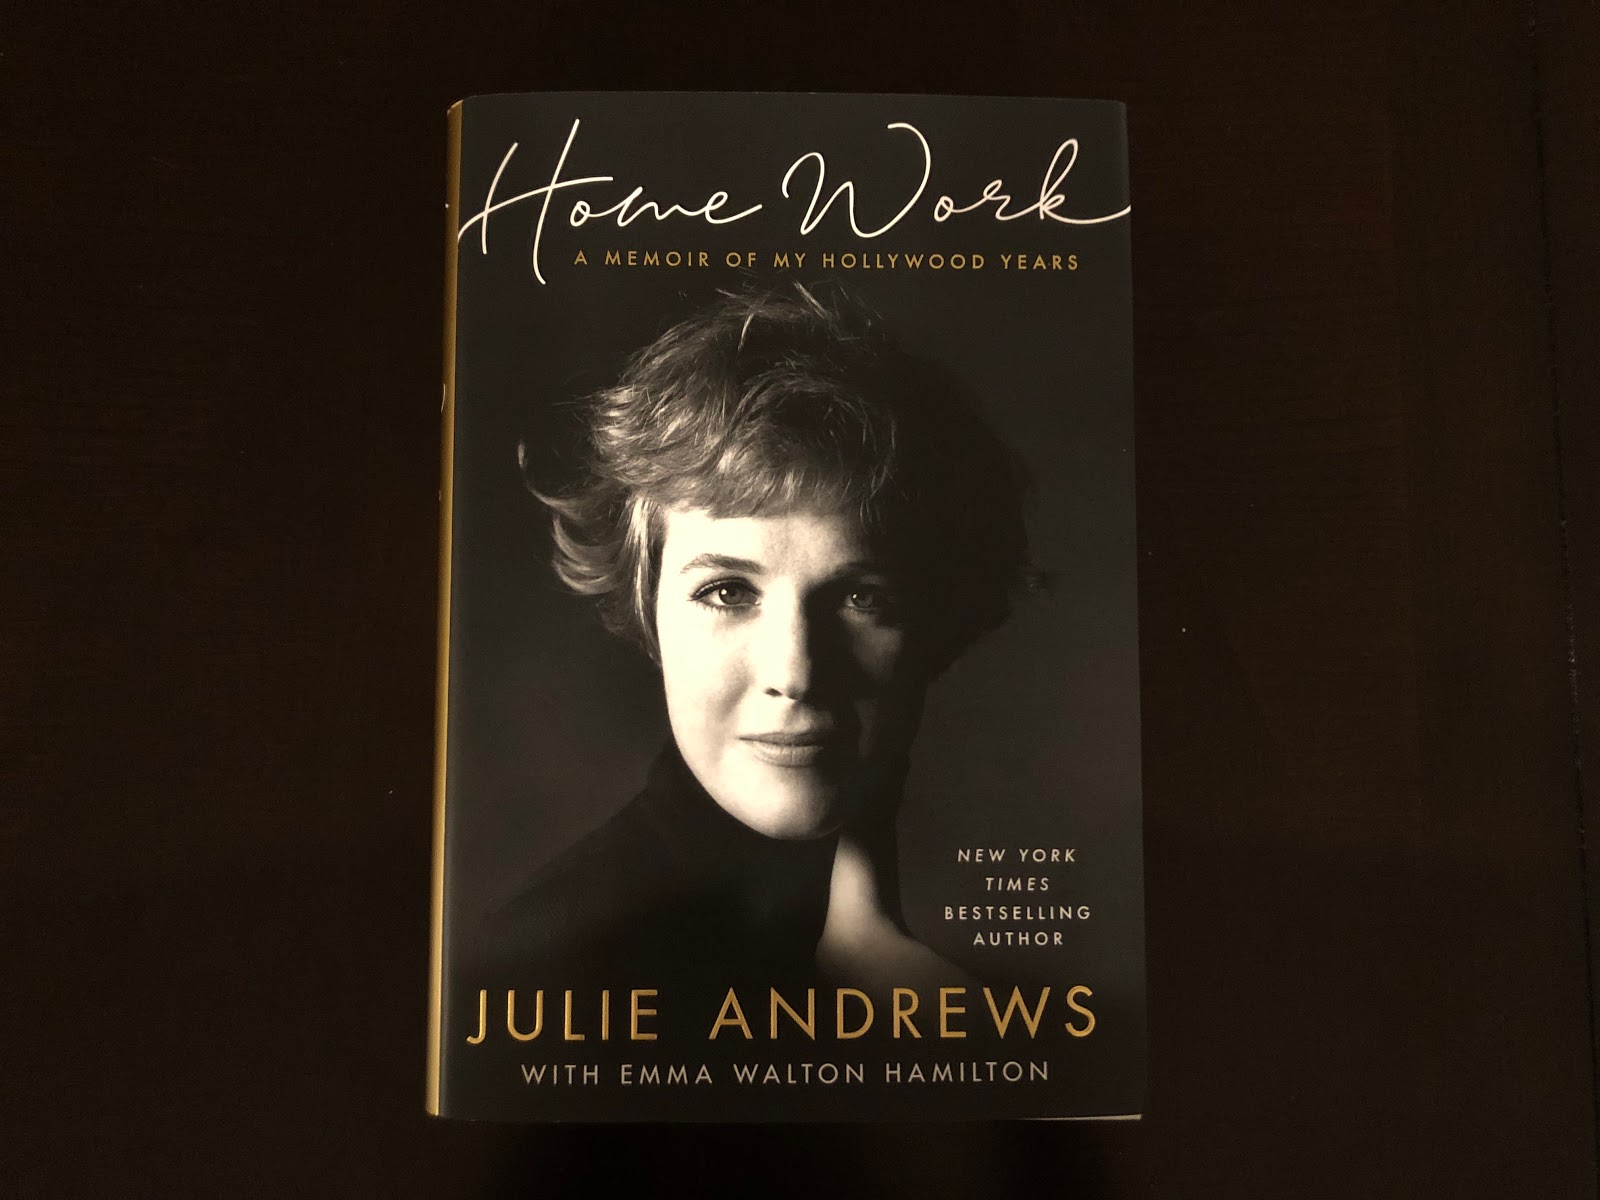 Home Work
A MEMOIR OF MY HOLLYWOOD YEARS
NEW YORK
TIMES
BESTSELLING
AUTHOR
JULIE ANDREWS
WITH EMMA WALTON HAMILTON